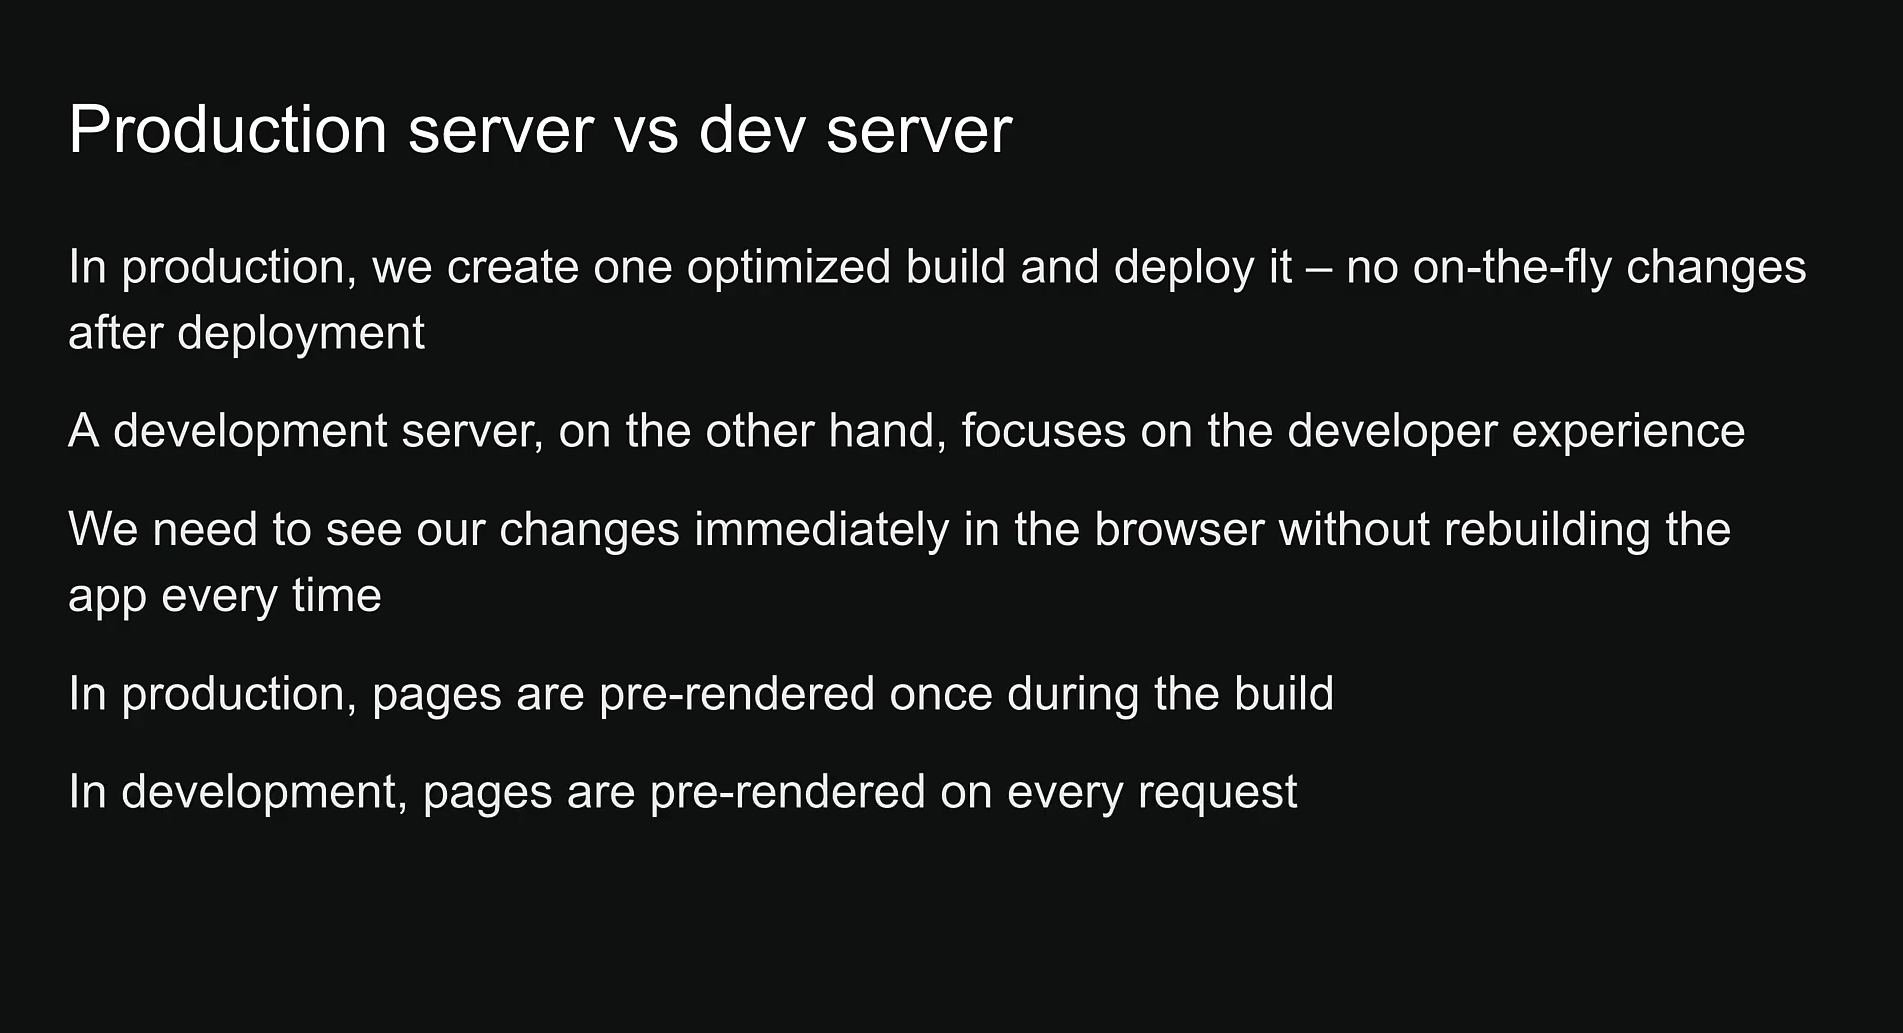 Production server vs dev server
In production, we create one optimized build and deploy it – no on-the-fly changes
after deployment
A development server, on the other hand, focuses on the developer experience
We need to see our changes immediately in the browser without rebuilding the
app every time
In production, pages are pre-rendered once during the build
In development, pages are pre-rendered on every request